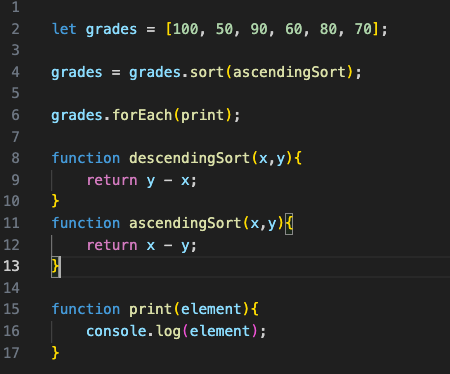 1
2 let grades = [100, 50, 90, 60, 80, 70];
3
4 grades = grades.sort(ascendingSort);
5
6 grades.forEach(print);
7
8 function descendingSort(x,y){
9     return y - x;
10 }
11 function ascendingSort(x,y){
12     return x - y;
13 }
14
15 function print(element){
16     console.log(element);
17 }